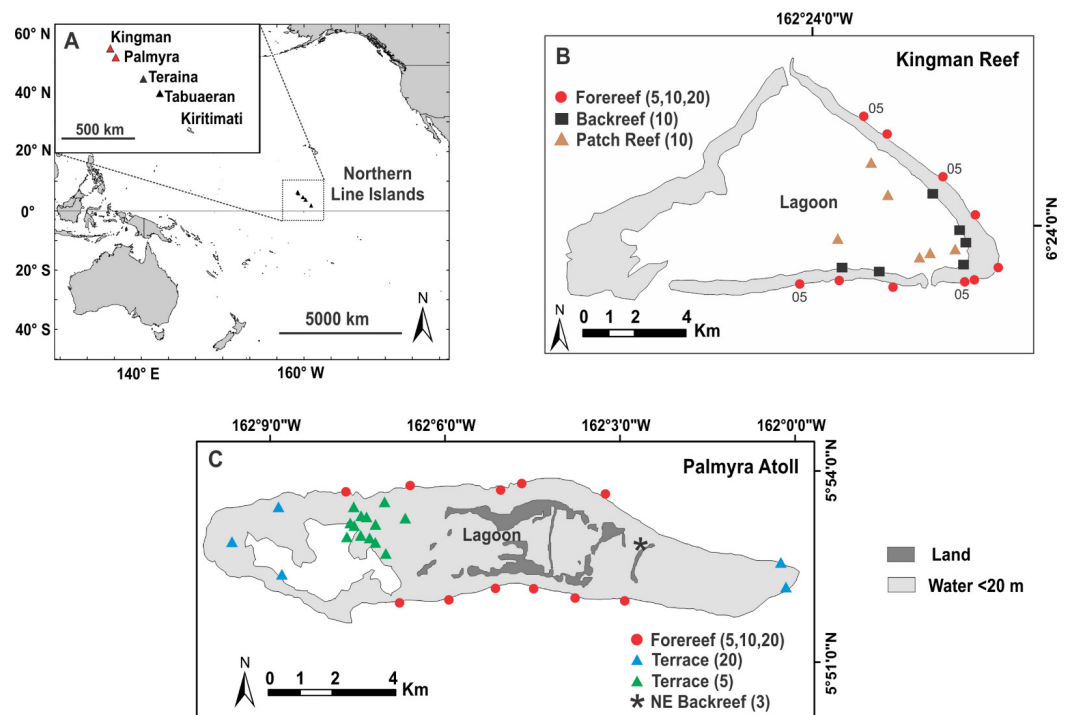 A
Kingman
Palmyra
Teraina
Tabuaeran
Kiritimati
500 km
60° N
40° N
20° N
0°
20° S
40° S
Northern
Line Islands
N
5000 km
140° E
160° W
162°24'0"W
B
Kingman Reef
Forereef (5,10,20)
Backreef (10)
Patch Reef (10)
05
05
Lagoon
6°24'0"N
05
05
N
0 1 2 4
Km
162°9'0"W
162°6'0"W
162°3'0"W
162°0'0"W
C
Palmyra Atoll
5°54'0"N
Lagoon
Land
Water <20 m
Forereef (5,10,20)
Terrace (20)
Terrace (5)
NE Backreef (3)
5°51'0"N
N
0 1 2 4
Km